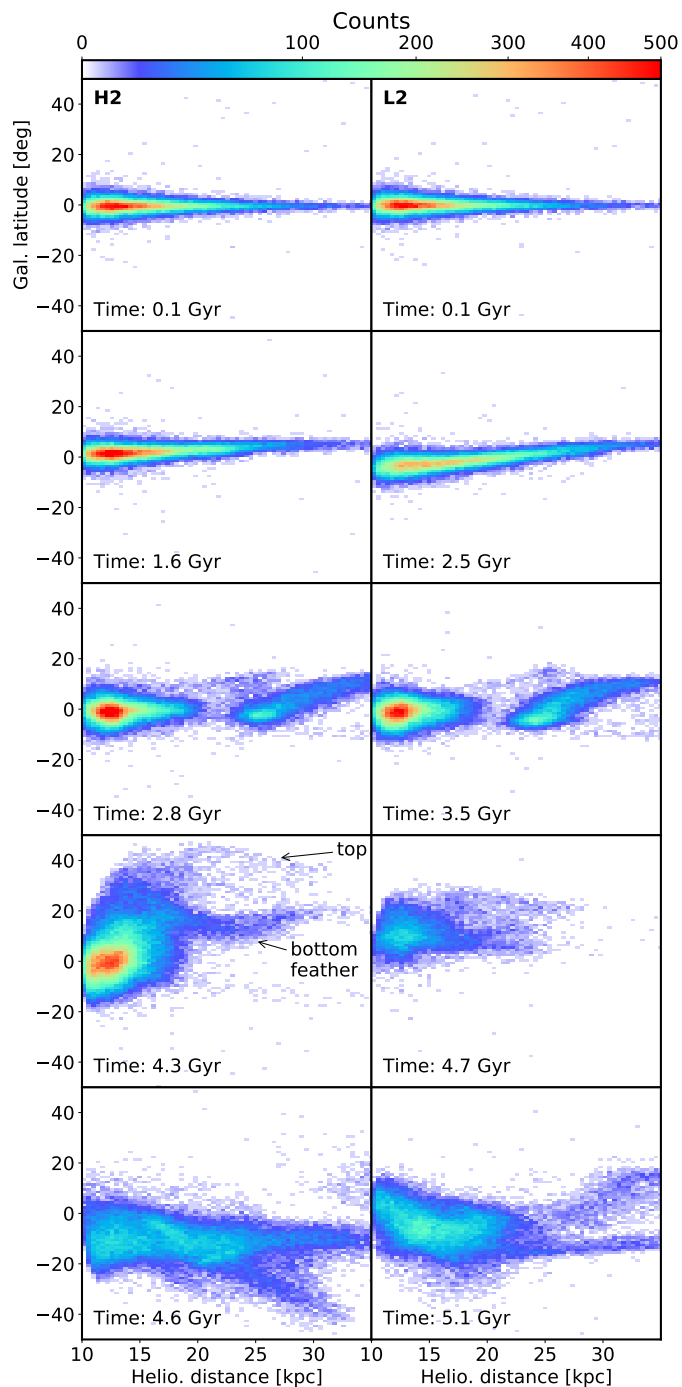 Counts
0 100 200 300 400 500
H2 L2
40
20
0
−20
−40
Gal. latitude [deg]
Time: 0.1 Gyr Time: 0.1 Gyr
40
20
0
−20
−40
Time: 1.6 Gyr Time: 2.5 Gyr
40
20
0
−20
−40
Time: 2.8 Gyr Time: 3.5 Gyr
top
bottom
feather
40
20
0
−20
−40
Time: 4.3 Gyr Time: 4.7 Gyr
40
20
0
−20
−40
Time: 4.6 Gyr Time: 5.1 Gyr
10 15 20 25 30 10 15 20 25 30
Helio. distance [kpc] Helio. distance [kpc]